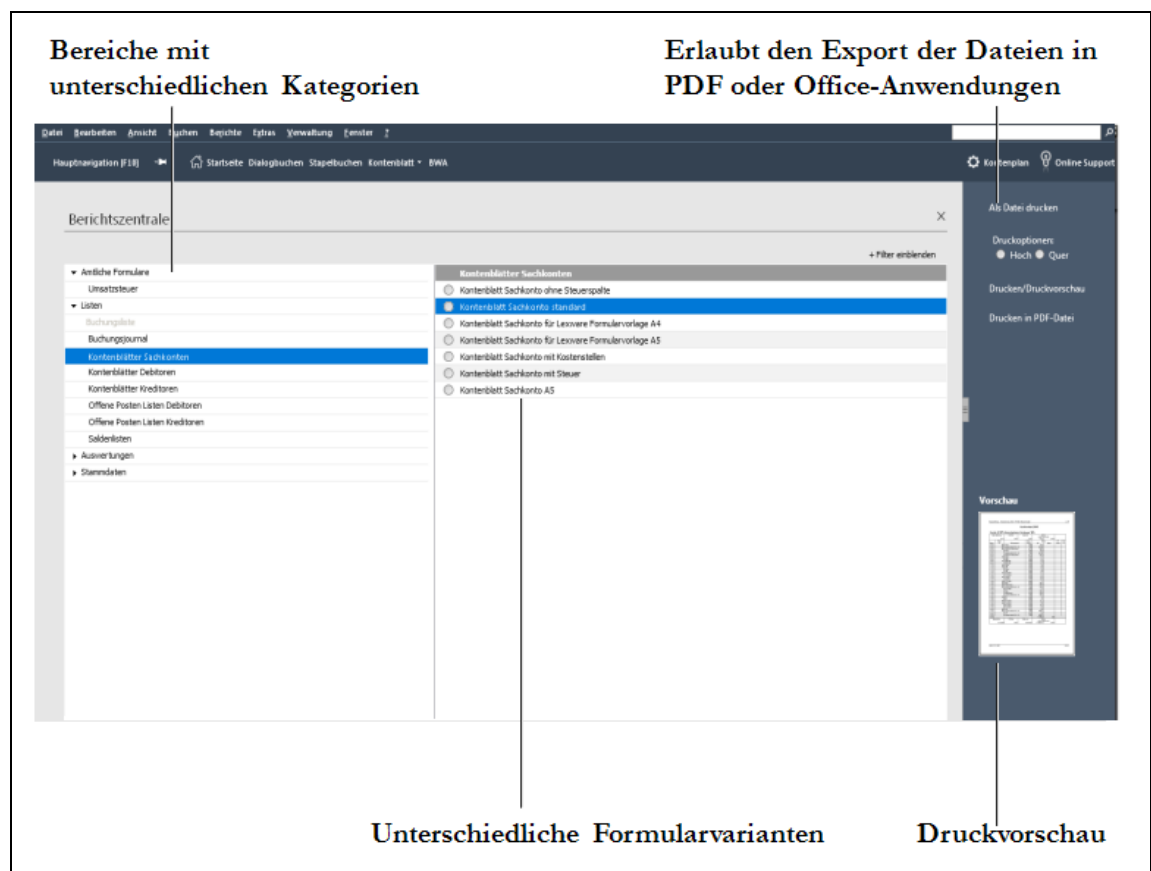 Bereiche mit
unterschiedlichen Kategorien
Erlaubt den Export der Dateien in
PDF oder Office-Anwendungen
Datei Bearbeiten Ansicht Buchen Berichte Extras Verwaltung Fenster ?
Hauptnavigation [F18] Startseite Dialogbuchen Stapelbuchen Kontenblatt BWA
Kontenplan Online Support
Berichtszentrale
+ Filter einblenden
Amtliche Formulare
Umsatzsteuer
Listen
Buchungsliste
Buchungsjournal
Kontenblätter Sachkonten
Kontenblätter Debitoren
Kontenblätter Kreditoren
Offene Posten Listen Debitoren
Offene Posten Listen Kreditoren
Saldenlisten
Auswertungen
Stammdaten
Kontenblätter Sachkonten
Kontenblatt Sachkonto ohne Steuerspalte
Kontenblatt Sachkonto standard
Kontenblatt Sachkonto für Lexware Formularvorlage A4
Kontenblatt Sachkonto für Lexware Formularvorlage A5
Kontenblatt Sachkonto mit Kostenstellen
Kontenblatt Sachkonto mit Steuer
Kontenblatt Sachkonto A5
Als Datei drucken
Druckoptionen:
Hoch Quer
Drucken/Druckvorschau
Drucken in PDF-Datei
Vorschau
Unterschiedliche Formularvarianten
Druckvorschau